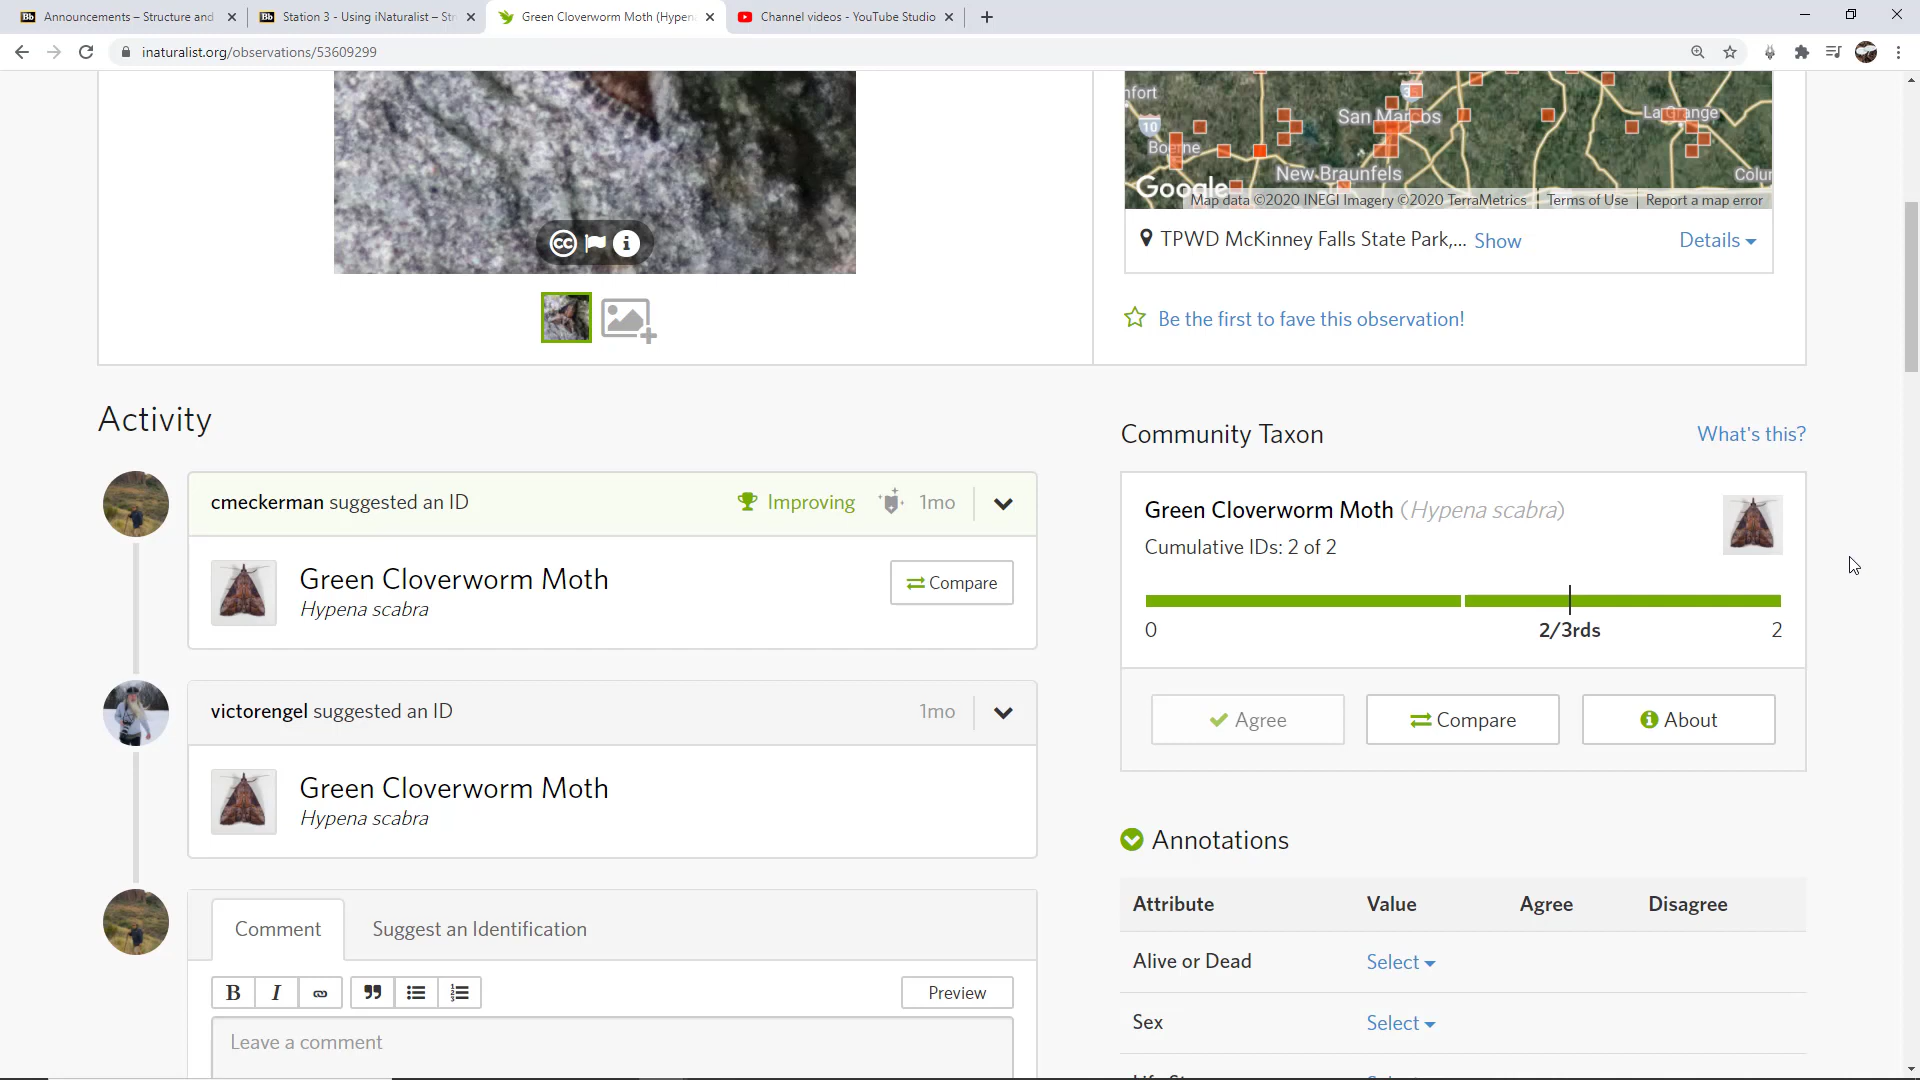 Announcements – Structure and
Station 3 - Using iNaturalist – Str
Green Cloverworm Moth (Hypen
Channel videos - YouTube Studio
inaturalist.org/observations/53609299
nfort
San Marcos
La Grange
10
Boerne
New Braunfels
Colur
Google
Map data ©2020 INEGI Imagery ©2020 TerraMetrics
Terms of Use
Report a map error
cc
TPWD McKinney Falls State Park,... Show
Details
Be the first to fave this observation!
Activity
cmeckerman suggested an ID
Improving
1mo
Green Cloverworm Moth
Hypena scabra
Compare
victorengel suggested an ID
1mo
Green Cloverworm Moth
Hypena scabra
Comment
Suggest an Identification
B
I
Preview
Leave a comment
Community Taxon
What's this?
Green Cloverworm Moth (Hypena scabra)
Cumulative IDs: 2 of 2
0
2/3rds
2
Agree
Compare
About
Annotations
Attribute
Value
Agree
Disagree
Alive or Dead
Select
Sex
Select